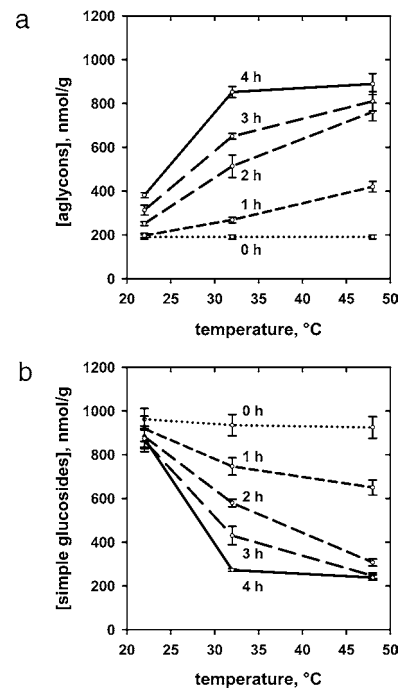 a
1200
1000
800
600
400
200
0
[aglycons], nmol/g
4 h
3 h
2 h
1 h
0 h
20 25 30 35 40 45 50
temperature, °C
b
1200
1000
800
600
400
200
0
[simple glucosides], nmol/g
0 h
1 h
2 h
3 h
4 h
20 25 30 35 40 45 50
temperature, °C